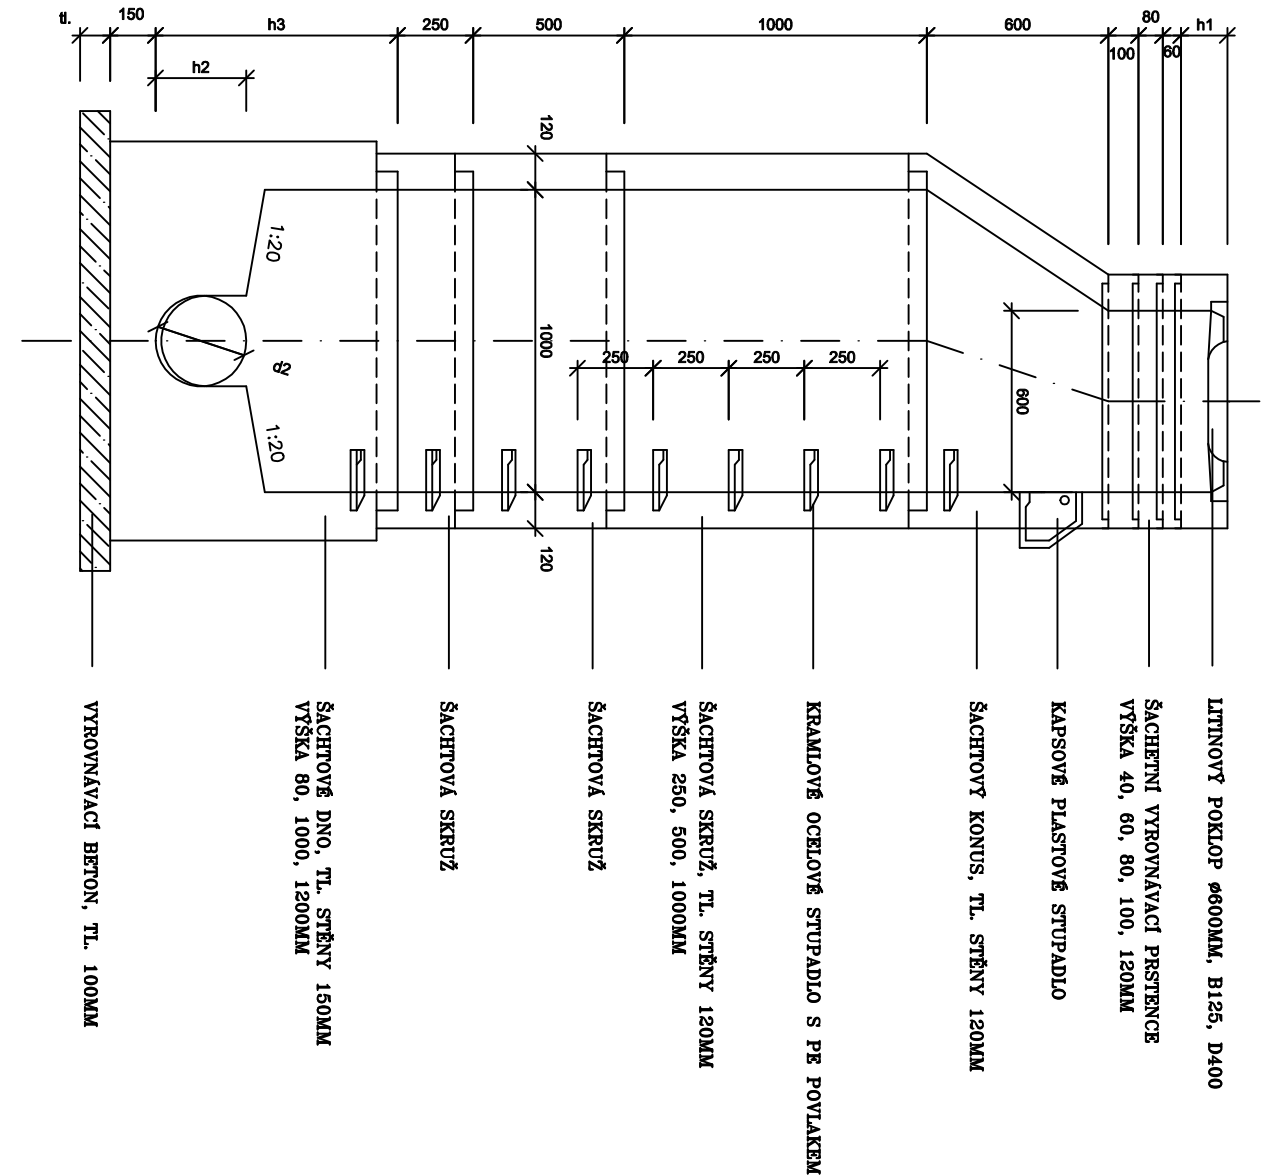 tl.
150
h3
250
500
1000
600
100
80
60
h1
h2
120
1:20
1000
d2
250
250
250
250
600
1:20
120
LITINOVÝ POKLOP ø600MM, B125, D400
ŠACHETNÍ VYROVNÁVACÍ PRSTENCE
VÝŠKA 40, 60, 80, 100, 120MM
KAPSOVÉ PLASTOVÉ STUPADLO
ŠACHTOVÝ KONUS, TL. STĚNY 120MM
KRAMLOVÉ OCELOVÉ STUPADLO S PE POVLAKEM
ŠACHTOVÁ SKRUŽ, TL. STĚNY 120MM
VÝŠKA 250, 500, 1000MM
ŠACHTOVÁ SKRUŽ
ŠACHTOVÁ SKRUŽ
ŠACHTOVÉ DNO, TL. STĚNY 150MM
VÝŠKA 80, 1000, 1200MM
VYROVNÁVACÍ BETON, TL. 100MM